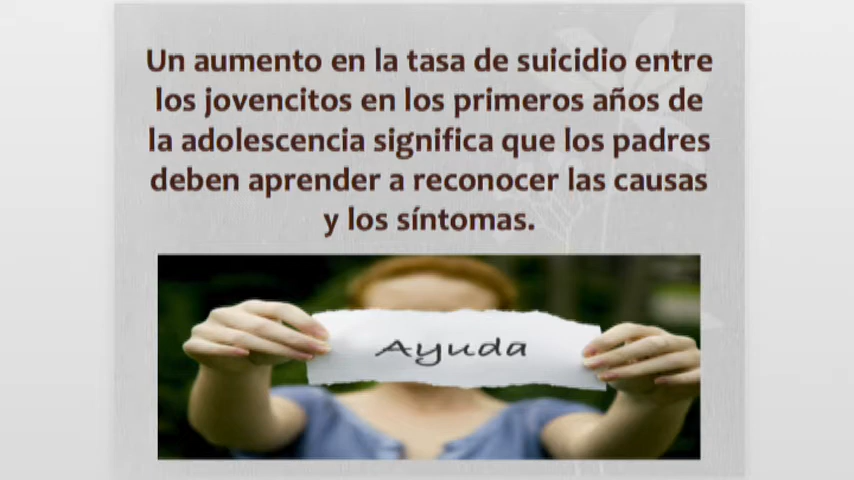 Un aumento en la tasa de suicidio entre
los jovencitos en los primeros años de
la adolescencia significa que los padres
deben aprender a reconocer las causas
y los síntomas.
Ayuda